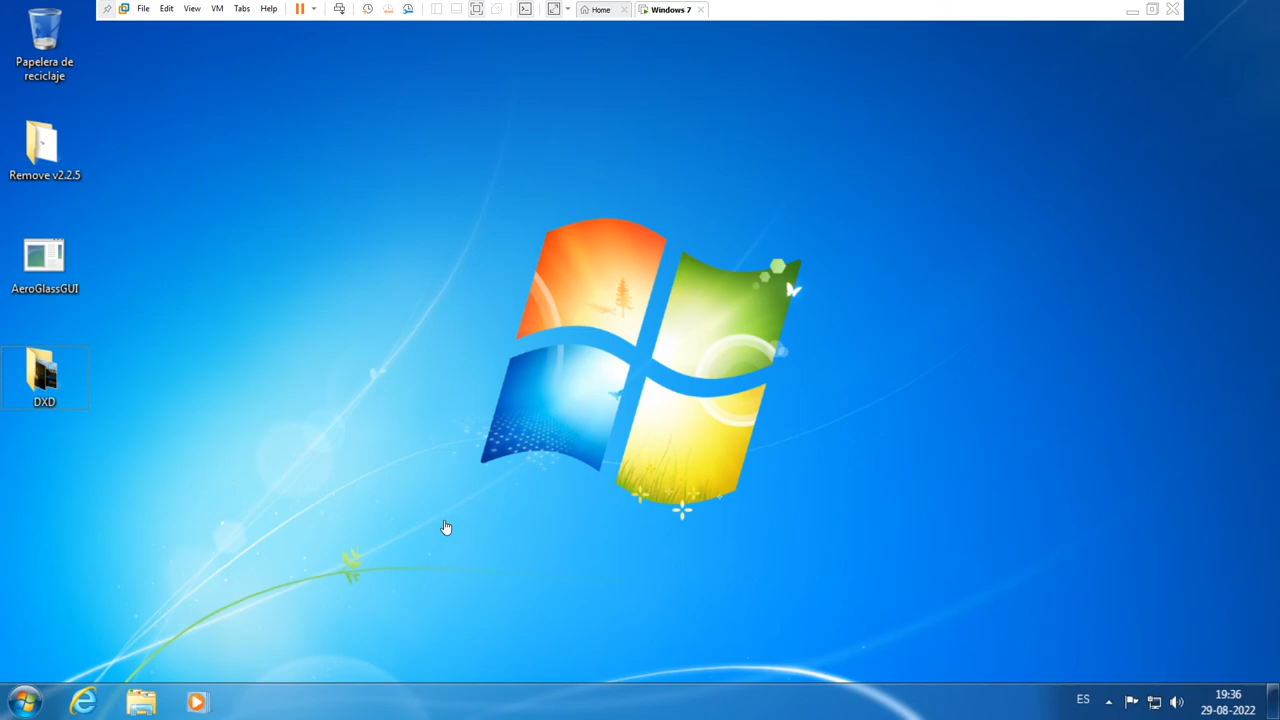 File Edit View VM Tabs Help
Home
Windows 7
Papelera de
reciclaje
Remove v2.2.5
AeroGlassGUI
DXD
ES
19:36
29-08-2022